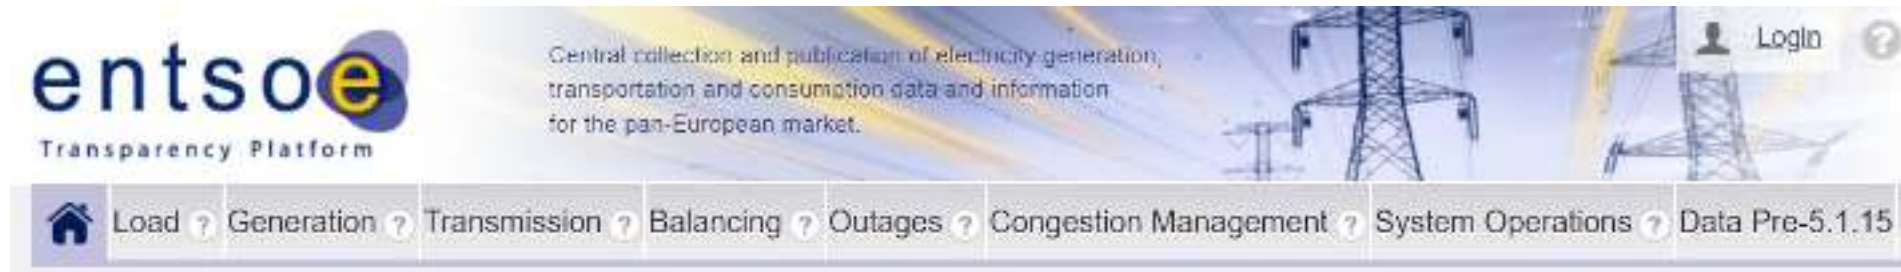 entsoe
Transparency Platform
Central collection and publication of electricity generation,
transportation and consumption data and information
for the pan-European market.
Login ?
Load ? Generation ? Transmission ? Balancing ? Outages ? Congestion Management ? System Operations ? Data Pre-5.1.15